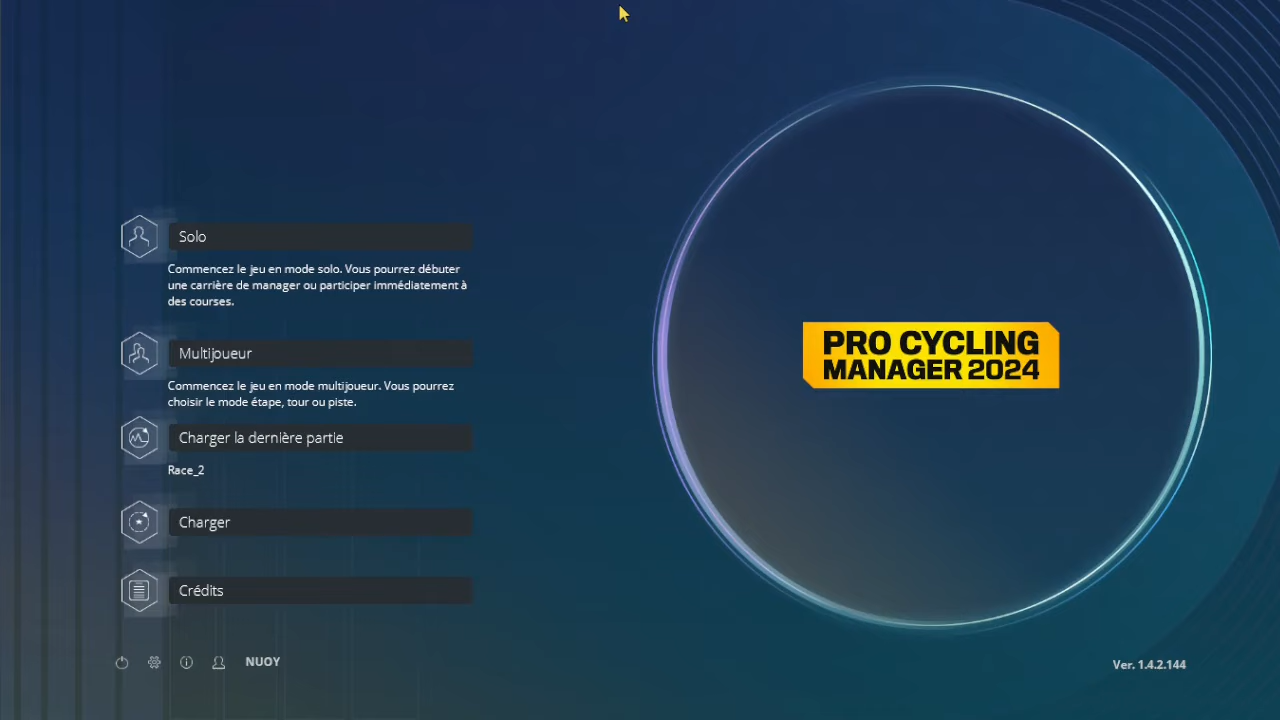 Solo
Commencez le jeu en mode solo. Vous pourrez débuter
une carrière de manager ou participer immédiatement à
des courses.
Multijoueur
Commencez le jeu en mode multijoueur. Vous pourrez
choisir le mode étape, tour ou piste.
Charger la dernière partie
Race_2
Charger
Crédits
NUOY
PRO CYCLING
MANAGER 2024
Ver. 1.4.2.144